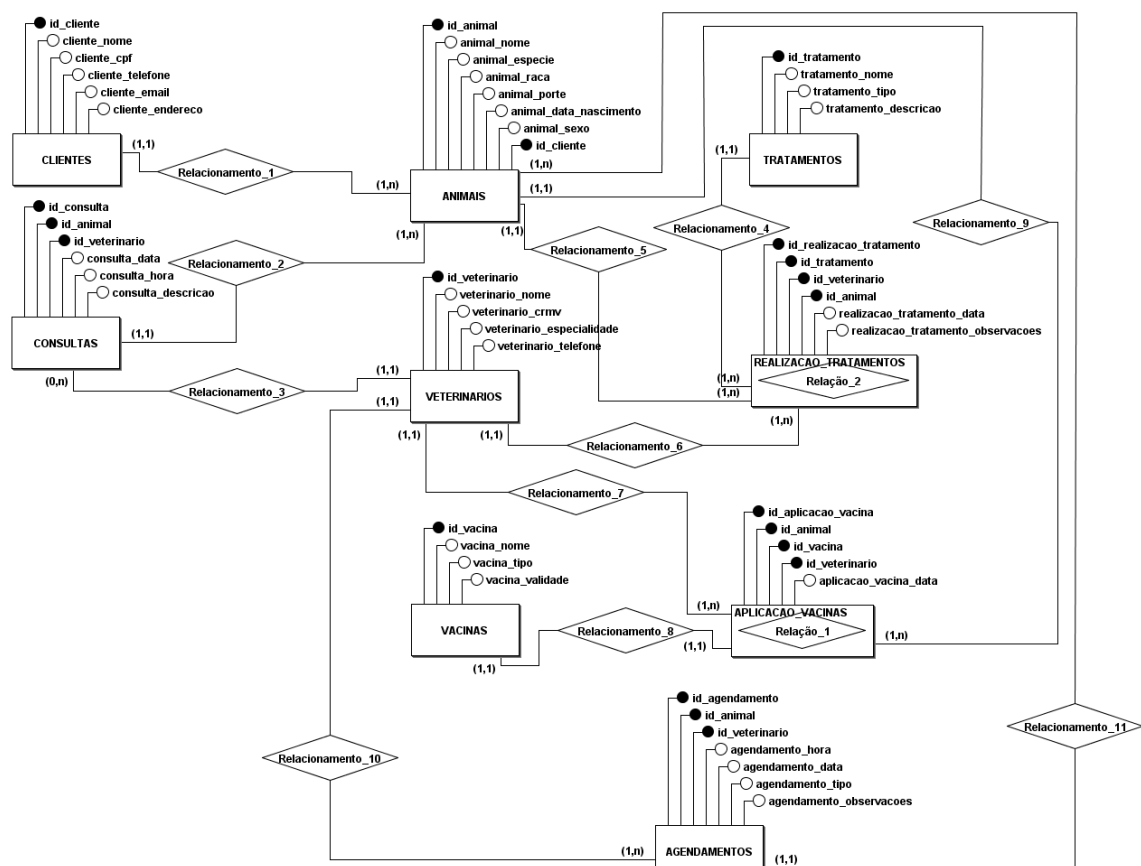 id_cliente
cliente_nome
cliente_cpf
cliente_telefone
cliente_email
cliente_endereco
CLIENTES
(1,1)
Relacionamento_1
(1,n)
id_animal
animal_nome
animal_especie
animal_raca
animal_porte
animal_data_nascimento
animal_sexo
id_cliente
ANIMAIS
(1,n)
(1,1)
(1,n)
(1,1)
id_tratamento
tratamento_nome
tratamento_tipo
tratamento_descricao
TRATAMENTOS
(1,1)
Relacionamento_4
Relacionamento_9
Relacionamento_5
Relacionamento_2
id_consulta
id_animal
id_veterinario
consulta_data
consulta_hora
consulta_descricao
CONSULTAS
(1,1)
(0,n)
Relacionamento_3
(1,1)
id_veterinario
veterinario_nome
veterinario_crmv
veterinario_especialidade
veterinario_telefone
VETERINARIOS
(1,1)
(1,1)
(1,1)
id_realizacao_tratamento
id_tratamento
id_veterinario
id_animal
realizacao_tratamento_data
realizacao_tratamento_observacoes
REALIZACAO_TRATAMENTOS
Relação_2
(1,n)
(1,n)
(1,n)
Relacionamento_6
Relacionamento_7
id_vacina
vacina_nome
vacina_tipo
vacina_validade
VACINAS
(1,1)
Relacionamento_8
(1,1)
(1,n)
id_aplicacao_vacina
id_animal
id_vacina
id_veterinario
aplicacao_vacina_data
APLICACAO_VACINAS
Relação_1
(1,n)
Relacionamento_10
Relacionamento_11
id_agendamento
id_animal
id_veterinario
agendamento_hora
agendamento_data
agendamento_tipo
agendamento_observacoes
AGENDAMENTOS
(1,n)
(1,1)